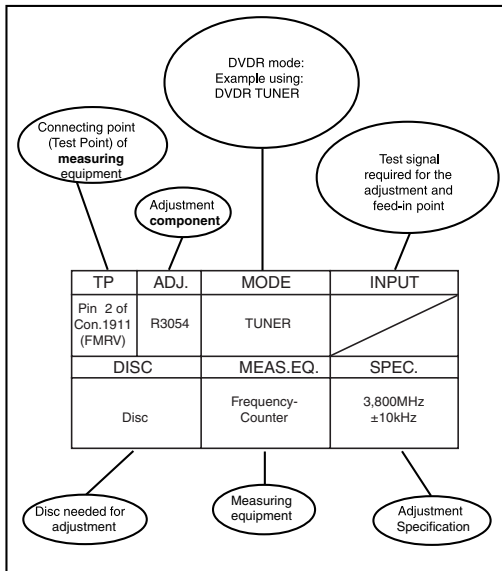 DVDR mode:
Example using:
DVDR TUNER
Connecting point
(Test Point) of
measuring
equipment
Adjustment
component
Test signal
required for the
adjustment and
feed-in point
TP ADJ. MODE INPUT
Pin 2 of
Con.1911
(FMRV)
R3054
TUNER
DISC MEAS.EQ. SPEC.
Disc
Frequency-
Counter
3,800MHz
±10kHz
Disc needed for
adjustment
Measuring
equipment
Adjustment
Specification